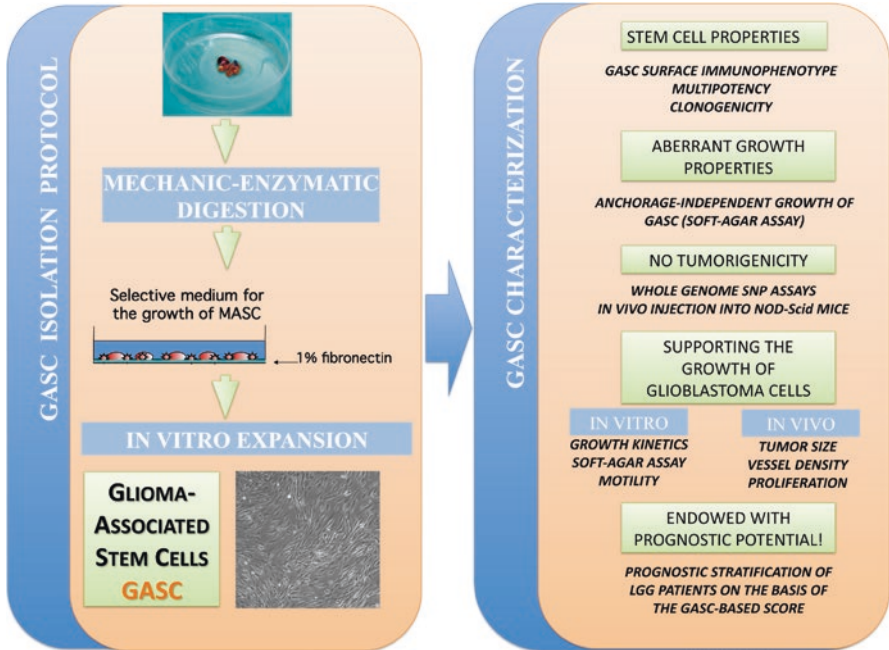 GASC ISOLATION PROTOCOL
MECHANIC-ENZYMATIC
DIGESTION
Selective medium for
the growth of MASC
1% fibronectin
IN VITRO EXPANSION
GLIOMA-
ASSOCIATED
STEM CELLS
GASC
GASC CHARACTERIZATION
STEM CELL PROPERTIES
GASC SURFACE IMMUNOPHENOTYPE
MULTIPOTENCY
CLONOGENICITY
ABERRANT GROWTH
PROPERTIES
ANCHORAGE-INDEPENDENT GROWTH OF
GASC (SOFT-AGAR ASSAY)
NO TUMORIGENICITY
WHOLE GENOME SNP ASSAYS
IN VIVO INJECTION INTO NOD-Scid MICE
SUPPORTING THE
GROWTH OF
GLIOBLASTOMA CELLS
IN VITRO
GROWTH KINETICS
SOFT-AGAR ASSAY
MOTILITY
IN VIVO
TUMOR SIZE
VESSEL DENSITY
PROLIFERATION
ENDOWED WITH
PROGNOSTIC POTENTIAL!
PROGNOSTIC STRATIFICATION OF
LGG PATIENTS ON THE BASIS OF
THE GASC-BASED SCORE